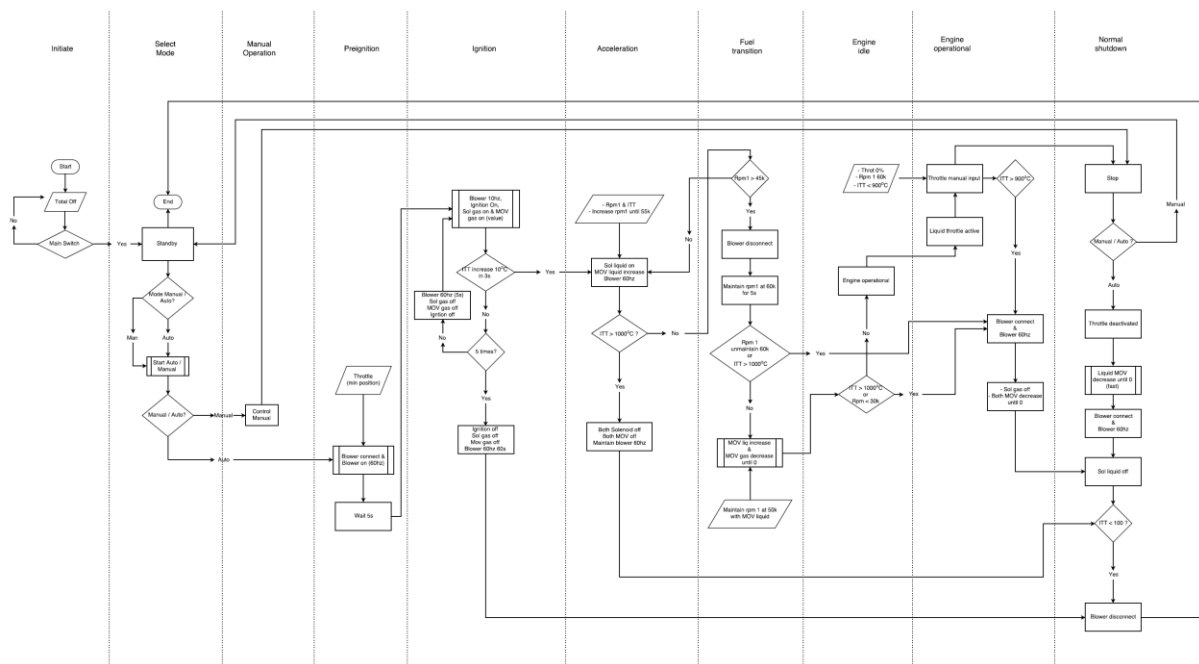 Initiate
Select
Mode
Manual
Operation
Preignition
Ignition
Acceleration
Fuel
transition
Engine
idle
Engine
operational
Normal
shutdown
Start
Total Off
No
Main Switch
Yes
End
Standby
Mode Manual /
Auto?
Man
Auto
Start Auto /
Manual
Manual / Auto?
Manual
Auto
Control
Manual
Throttle
(min position)
Blower connect &
Blower on (60hz)
Wait 5s
Blower 10hz,
Ignition On,
Sol gas on & MOV
gas on (value)
ITT increase 10°C
in 3s
Yes
No
Blower 60hz (5s)
Sol gas off
MOV gas off
Igntion off
No
5 times?
Yes
Ignition off
Sol gas off
Mov gas off
Blower 60hz 60s
- Rpm1 & ITT
- Increase rpm1 until 55k
Sol liquid on
MOV liquid increase
Blower 60hz
ITT > 1000°C ?
No
Yes
Both Solenoid off
Both MOV off
Maintain blower 60hz
Rpm1 > 45k
No
Yes
Blower disconnect
Maintain rpm1 at 60k
for 5s
Rpm 1
unmaintain 60k
or
ITT > 1000°C
Yes
No
MOV liq increase
&
MOV gas decrease
until 0
Maintain rpm 1 at 50k
with MOV liquid
- Throt 0%
- Rpm 1 60k
- ITT < 900°C
Engine operational
No
ITT > 1000°C
or
Rpm < 30k
Yes
Throttle manual input
Liquid throttle active
ITT > 900°C
Yes
Blower connect
&
Blower 60hz
- Sol gas off
- Both MOV decrease
until 0
Stop
Manual / Auto ?
Manual
Auto
Throttle deactivated
Liquid MOV
decrease until 0
(fast)
Blower connect
&
Blower 60Hz
Sol liquid off
ITT < 100 ?
Yes
Blower disconnect